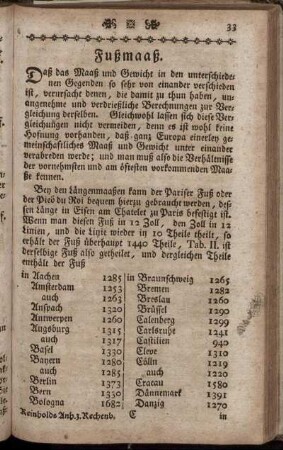 33
Fußmaaß.
Daß das Maaß und Gewicht in den unterschiede-
nen Gegenden so sehr von einander verschieden
ist, verursacht denen, die damit zu thun haben, un-
angenehme und verdrießliche Berechnungen zur Ver-
gleichung derselben. Gleichwohl lassen sich diese Ver-
gleichungen nicht vermeiden, denn es ist wohl keine
Hofnung vorhanden, daß ganz Europa einerley ge-
meinschaftliches Maaß und Gewicht unter einander
verabreden werde; und man muß also die Verhältnisse
der vornehmsten und am öftesten vorkommenden Maa-
ße kennen.
Bey den Längenmaaßen kann der Pariser Fuß oder
der Pied du Roi bequem hierzu gebraucht werden, des-
sen Länge in Eisen am Chatelet zu Paris befestigt ist.
Wenn man diesen Fuß in 12 Zoll, den Zoll in 12
Linien, und die Linie wieder in 10 Theile theilt, so
erhält der Fuß überhaupt 1440 Theile, Tab. II. ist
derselbige Fuß also getheilet, und dergleichen Theile
enthält der Fuß
in Aachen 1285 in Braunschweig 1265
Amsterdam 1253 Bremen 1282
auch 1263 Breslau 1260
Anspach 1320 Brüssel 1290
Antwerpen 1260 Calenberg 1299
Augsburg 1315 Carlsruhe 1241
auch 1317 Castilien 940
Basel 1330 Cleve 1310
Bayern 1280 Cölln 1219
auch 1285 auch 1220
Berlin 1373 Cracau 1580
Bern 1300 Dännemark 1391
Bologna 1682 Danzig 1270
Reinholds Anh. z. Rechenb. C in